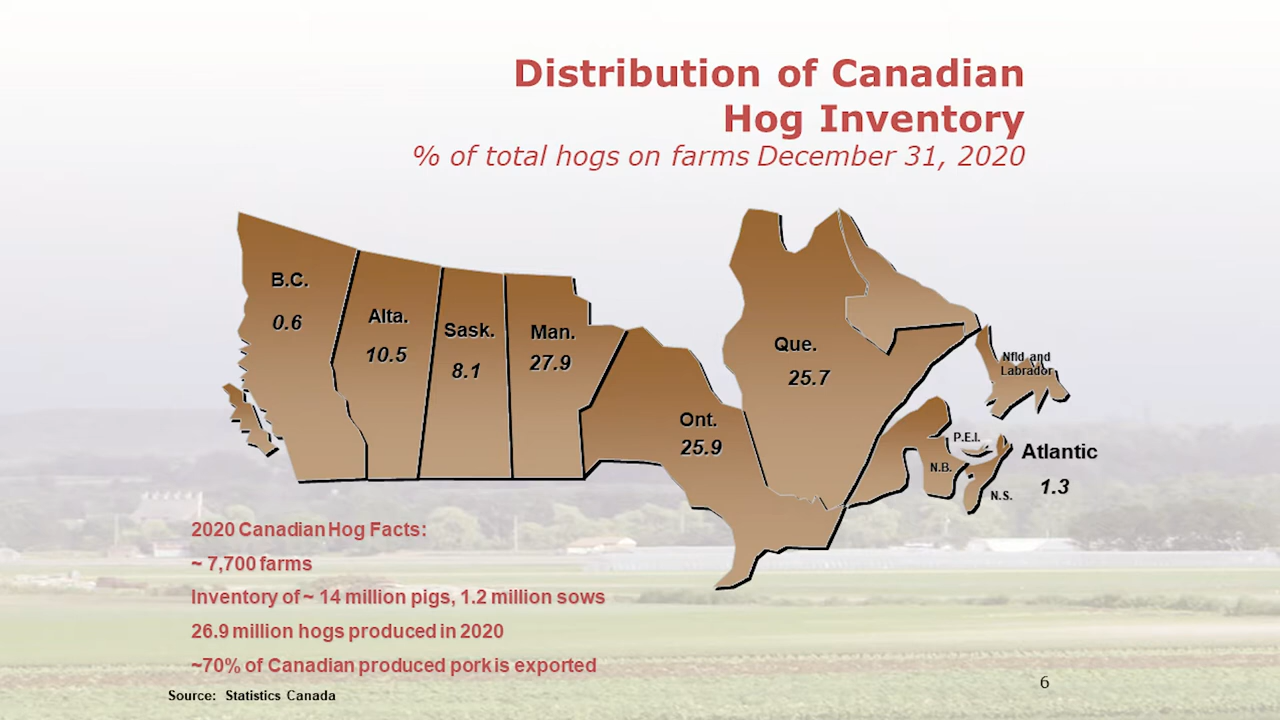 Distribution of Canadian
Hog Inventory
% of total hogs on farms December 31, 2020
B.C.
0.6
Alta.
10.5
Sask.
8.1
Man.
27.9
Ont.
25.9
Que.
25.7
Nfld and
Labrador
P.E.I.
N.B.
N.S.
Atlantic
1.3
2020 Canadian Hog Facts:
~ 7,700 farms
Inventory of ~ 14 million pigs, 1.2 million sows
26.9 million hogs produced in 2020
~70% of Canadian produced pork is exported
Source: Statistics Canada
6